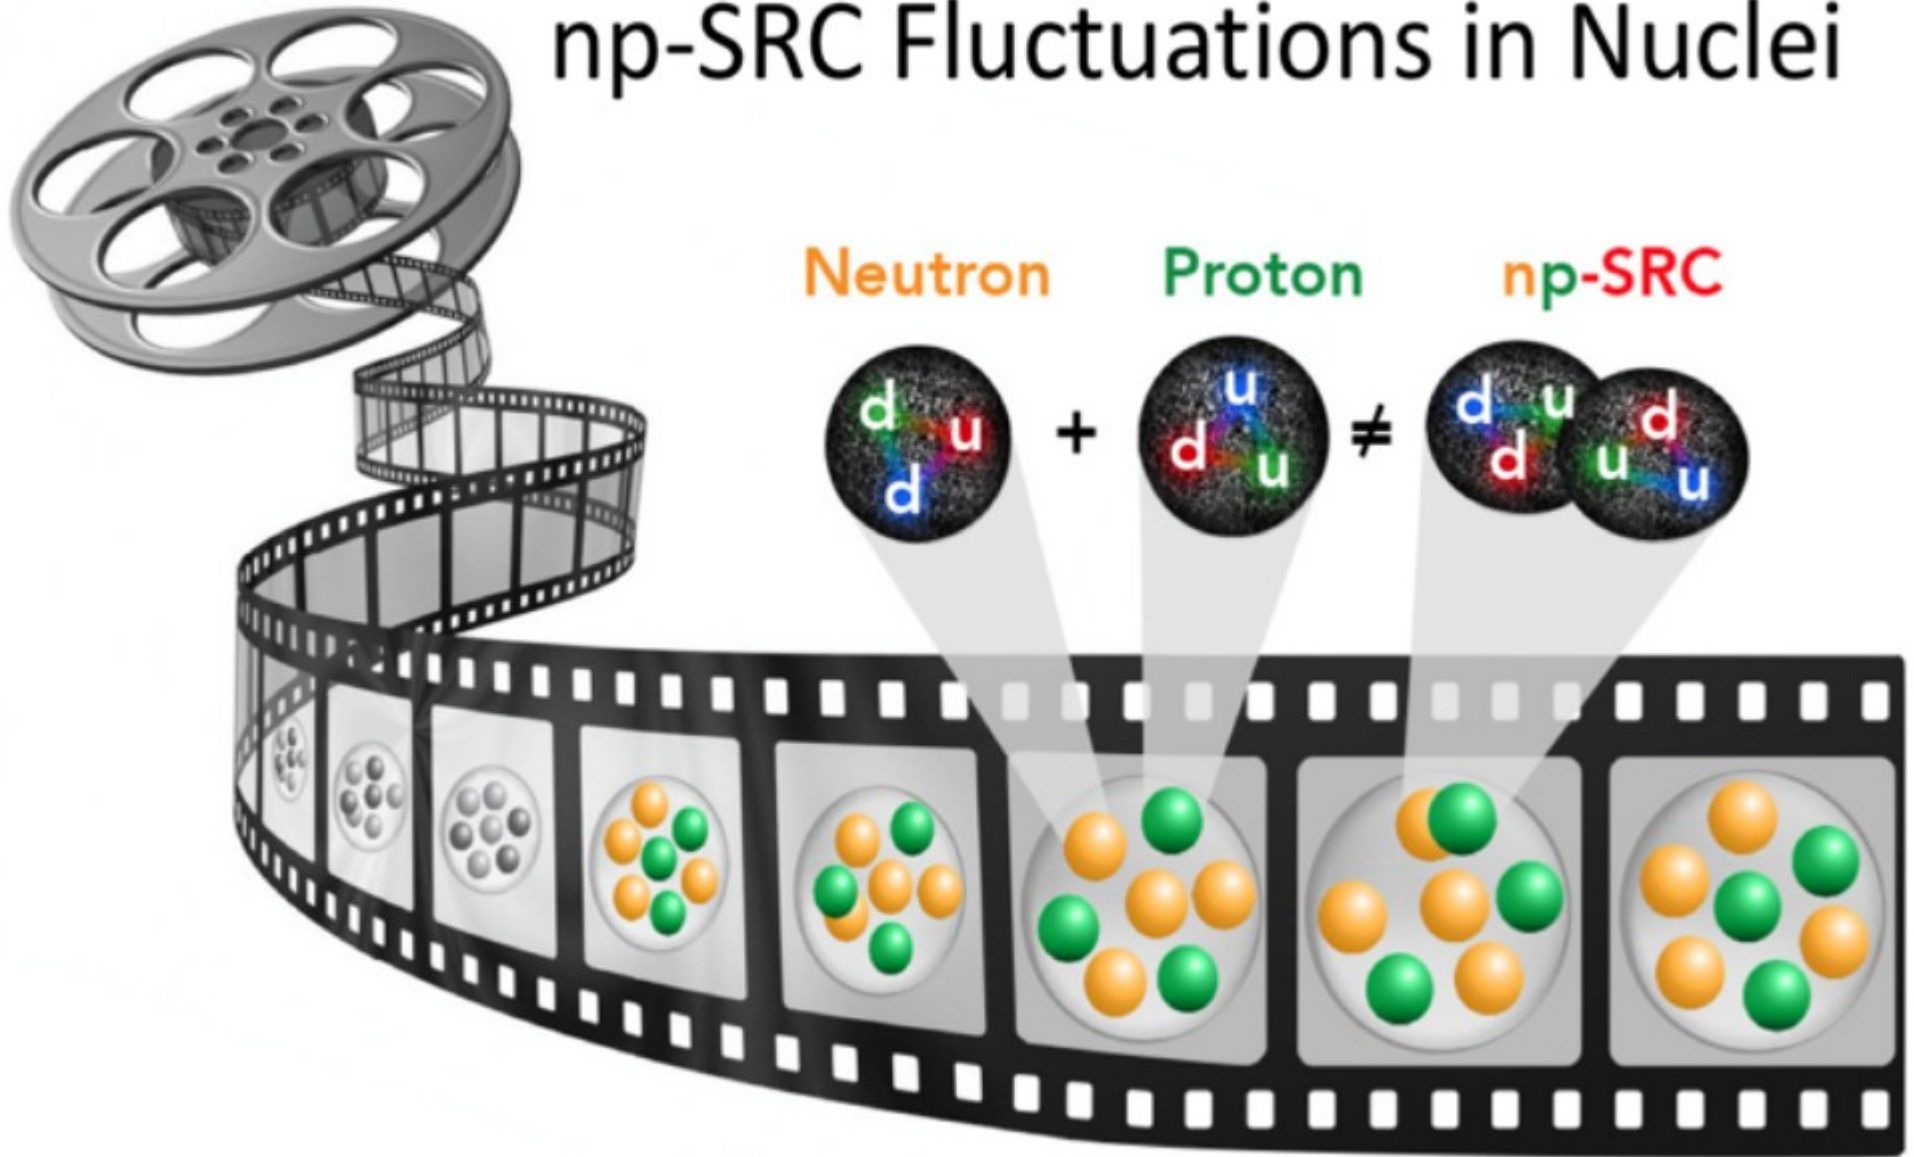 np-SRC Fluctuations in Nuclei
Neutron Proton np-SRC
d u d + u d u ≠ d u d d u u